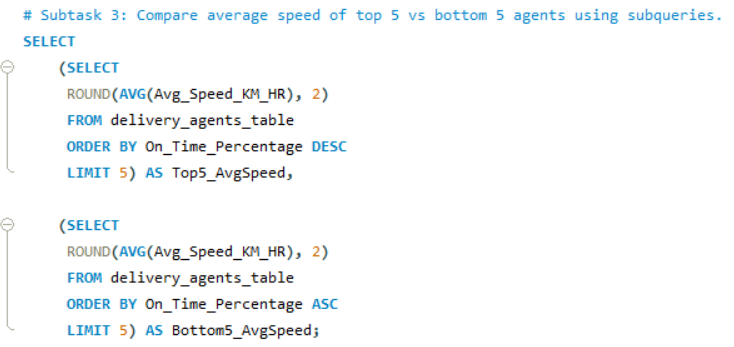 # Subtask 3: Compare average speed of top 5 vs bottom 5 agents using subqueries.
SELECT
(SELECT
ROUND(AVG(Avg_Speed_KM_HR), 2)
FROM delivery_agents_table
ORDER BY On_Time_Percentage DESC
LIMIT 5) AS Top5_AvgSpeed,
(SELECT
ROUND(AVG(Avg_Speed_KM_HR), 2)
FROM delivery_agents_table
ORDER BY On_Time_Percentage ASC
LIMIT 5) AS Bottom5_AvgSpeed;